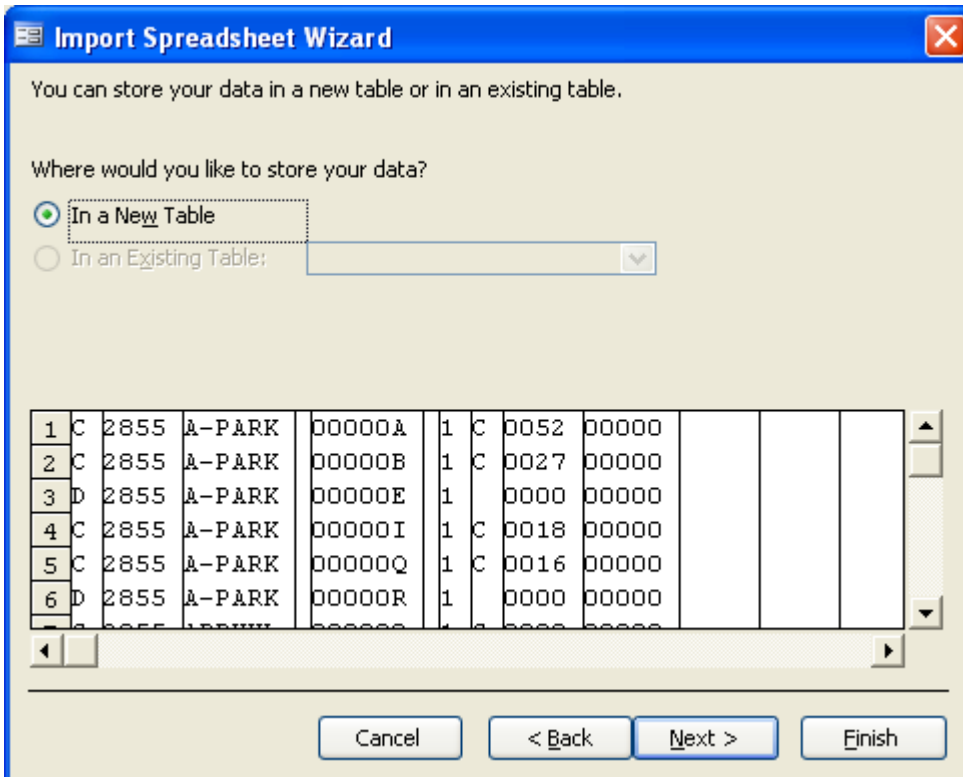 Import Spreadsheet Wizard
You can store your data in a new table or in an existing table.
Where would you like to store your data?
In a New Table
In an Existing Table:
1 C 2855 A-PARK 00000A 1 C 0052 00000
2 C 2855 A-PARK 00000B 1 C 0027 00000
3 D 2855 A-PARK 00000E 1 0000 00000
4 C 2855 A-PARK 00000I 1 C 0018 00000
5 C 2855 A-PARK 00000Q 1 C 0016 00000
6 D 2855 A-PARK 00000R 1 0000 00000
Cancel < Back Next > Finish